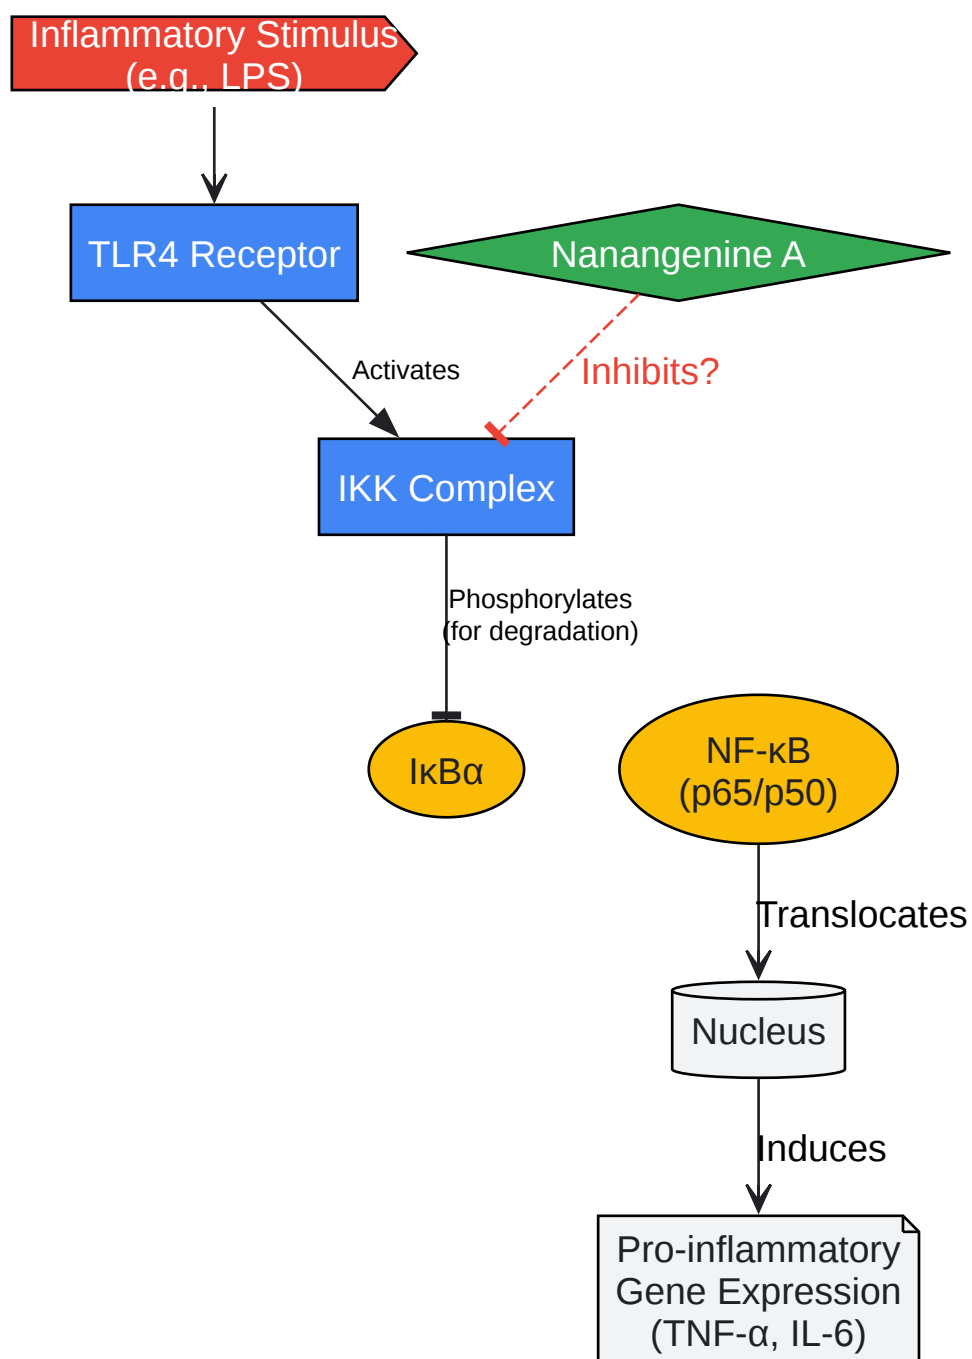 Inflammatory Stimulus
(e.g., LPS)
TLR4 Receptor
Nanangenine A
Activates
Inhibits?
IKK Complex
Phosphorylates
(for degradation)
IκBα
NF-κB
(p65/p50)
Translocates
Nucleus
Induces
Pro-inflammatory
Gene Expression
(TNF-α, IL-6)